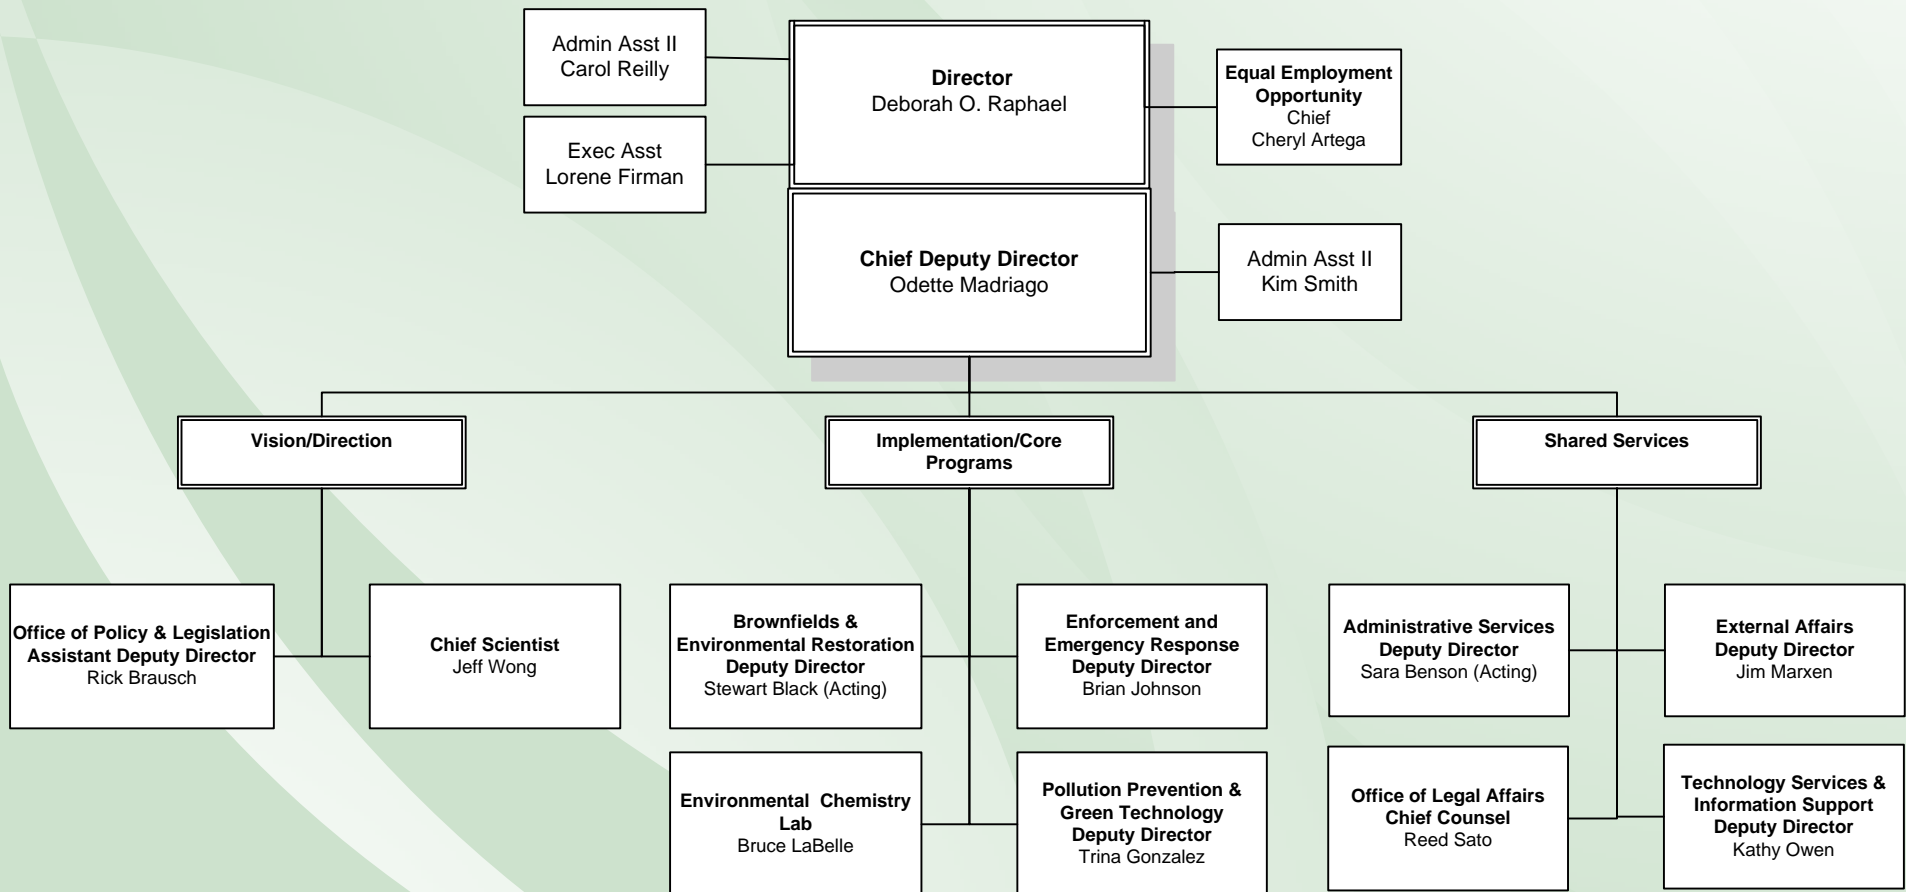 Admin Asst II
Carol Reilly
Director
Deborah O. Raphael
Equal Employment
Opportunity
Chief
Cheryl Artega
Exec Asst
Lorene Firman
Chief Deputy Director
Odette Madriago
Admin Asst II
Kim Smith
Vision/Direction
Implementation/Core
Programs
Shared Services
Office of Policy & Legislation
Assistant Deputy Director
Rick Brausch
Chief Scientist
Jeff Wong
Brownfields &
Environmental Restoration
Deputy Director
Stewart Black (Acting)
Enforcement and
Emergency Response
Deputy Director
Brian Johnson
Administrative Services
Deputy Director
Sara Benson (Acting)
External Affairs
Deputy Director
Jim Marxen
Environmental Chemistry
Lab
Bruce LaBelle
Pollution Prevention &
Green Technology
Deputy Director
Trina Gonzalez
Office of Legal Affairs
Chief Counsel
Reed Sato
Technology Services &
Information Support
Deputy Director
Kathy Owen